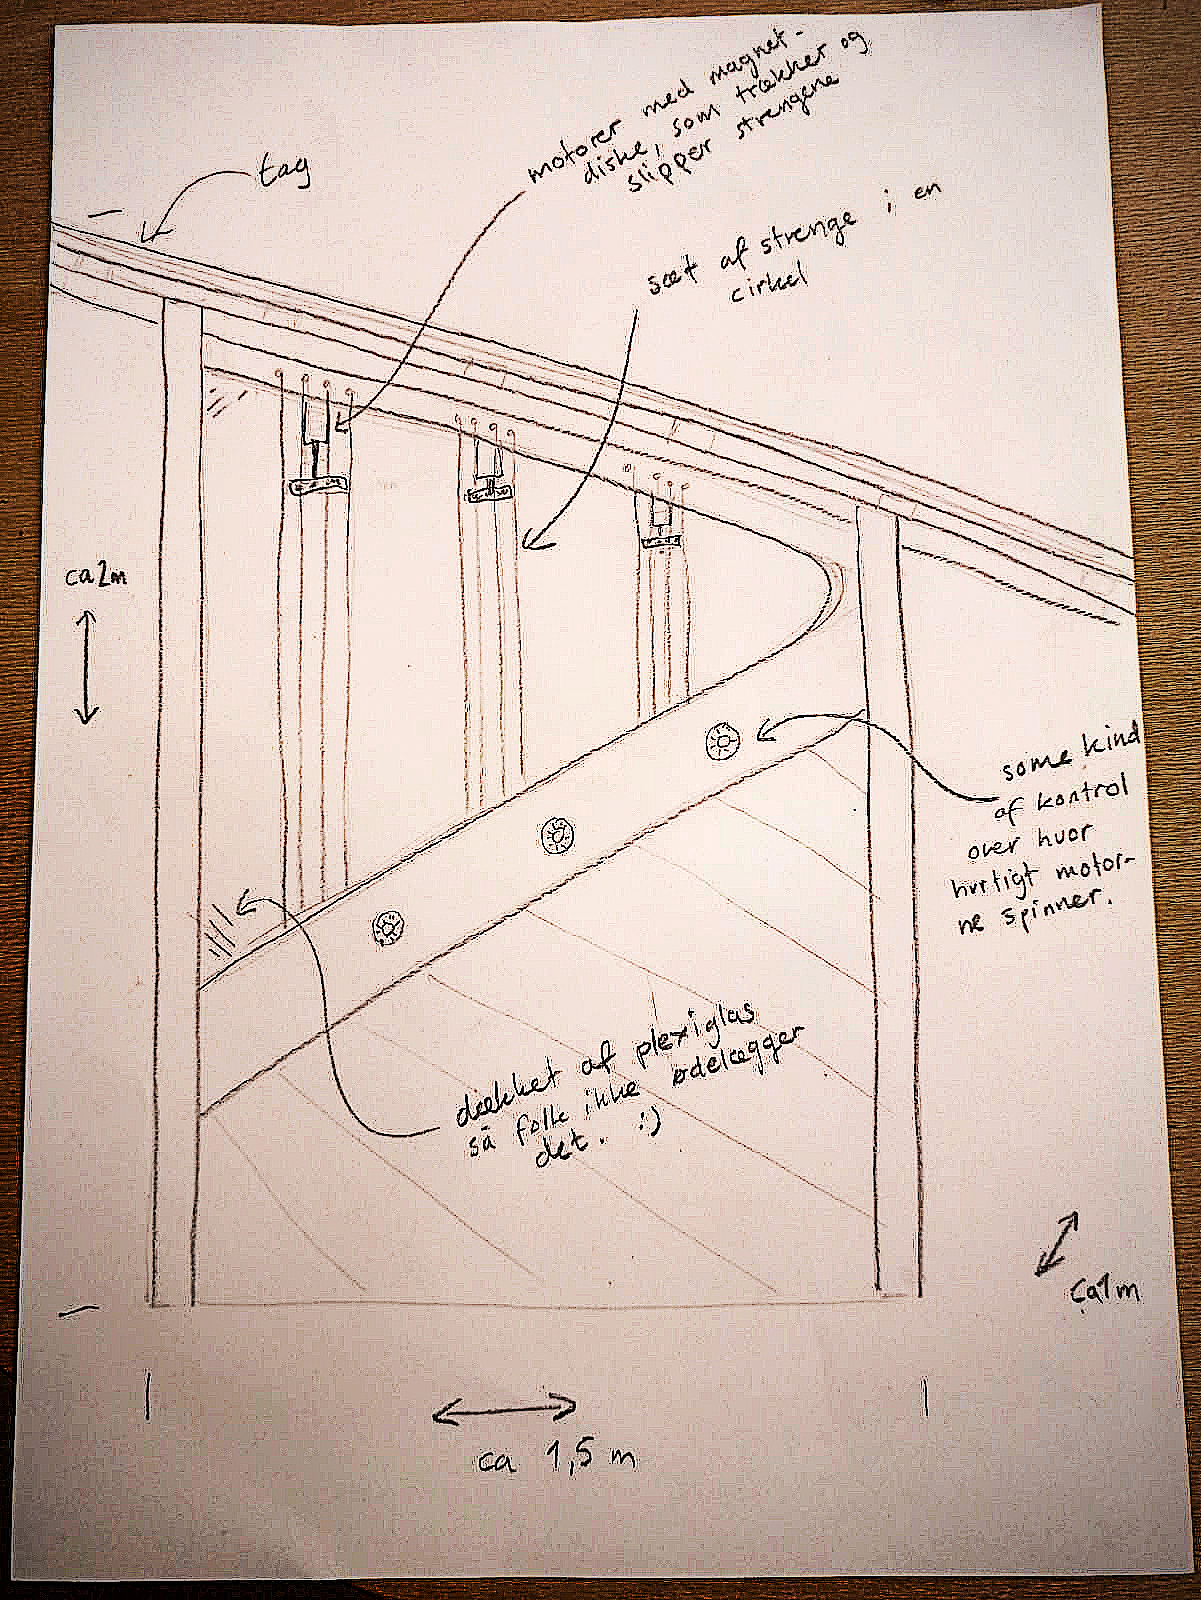 motorer med magnet-
diske, som trækker og
slipper strengene
tag
sæt af strenge i en
cirkel
ca 2m
some kind
of kontrol
over hvor
hurtigt motor-
ne spinner.
dækket af plexiglas
så folk ikke ødelægger
det. :)
ca 1m
ca 1,5 m